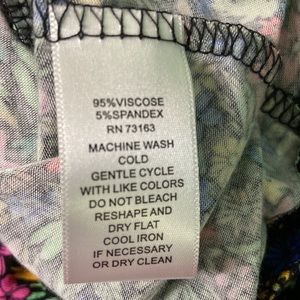 95%VISCOSE
5%SPANDEX
RN 73163
MACHINE WASH
COLD
GENTLE CYCLE
WITH LIKE COLORS
DO NOT BLEACH
RESHAPE AND
DRY FLAT
COOL IRON
IF NECESSARY
OR DRY CLEAN